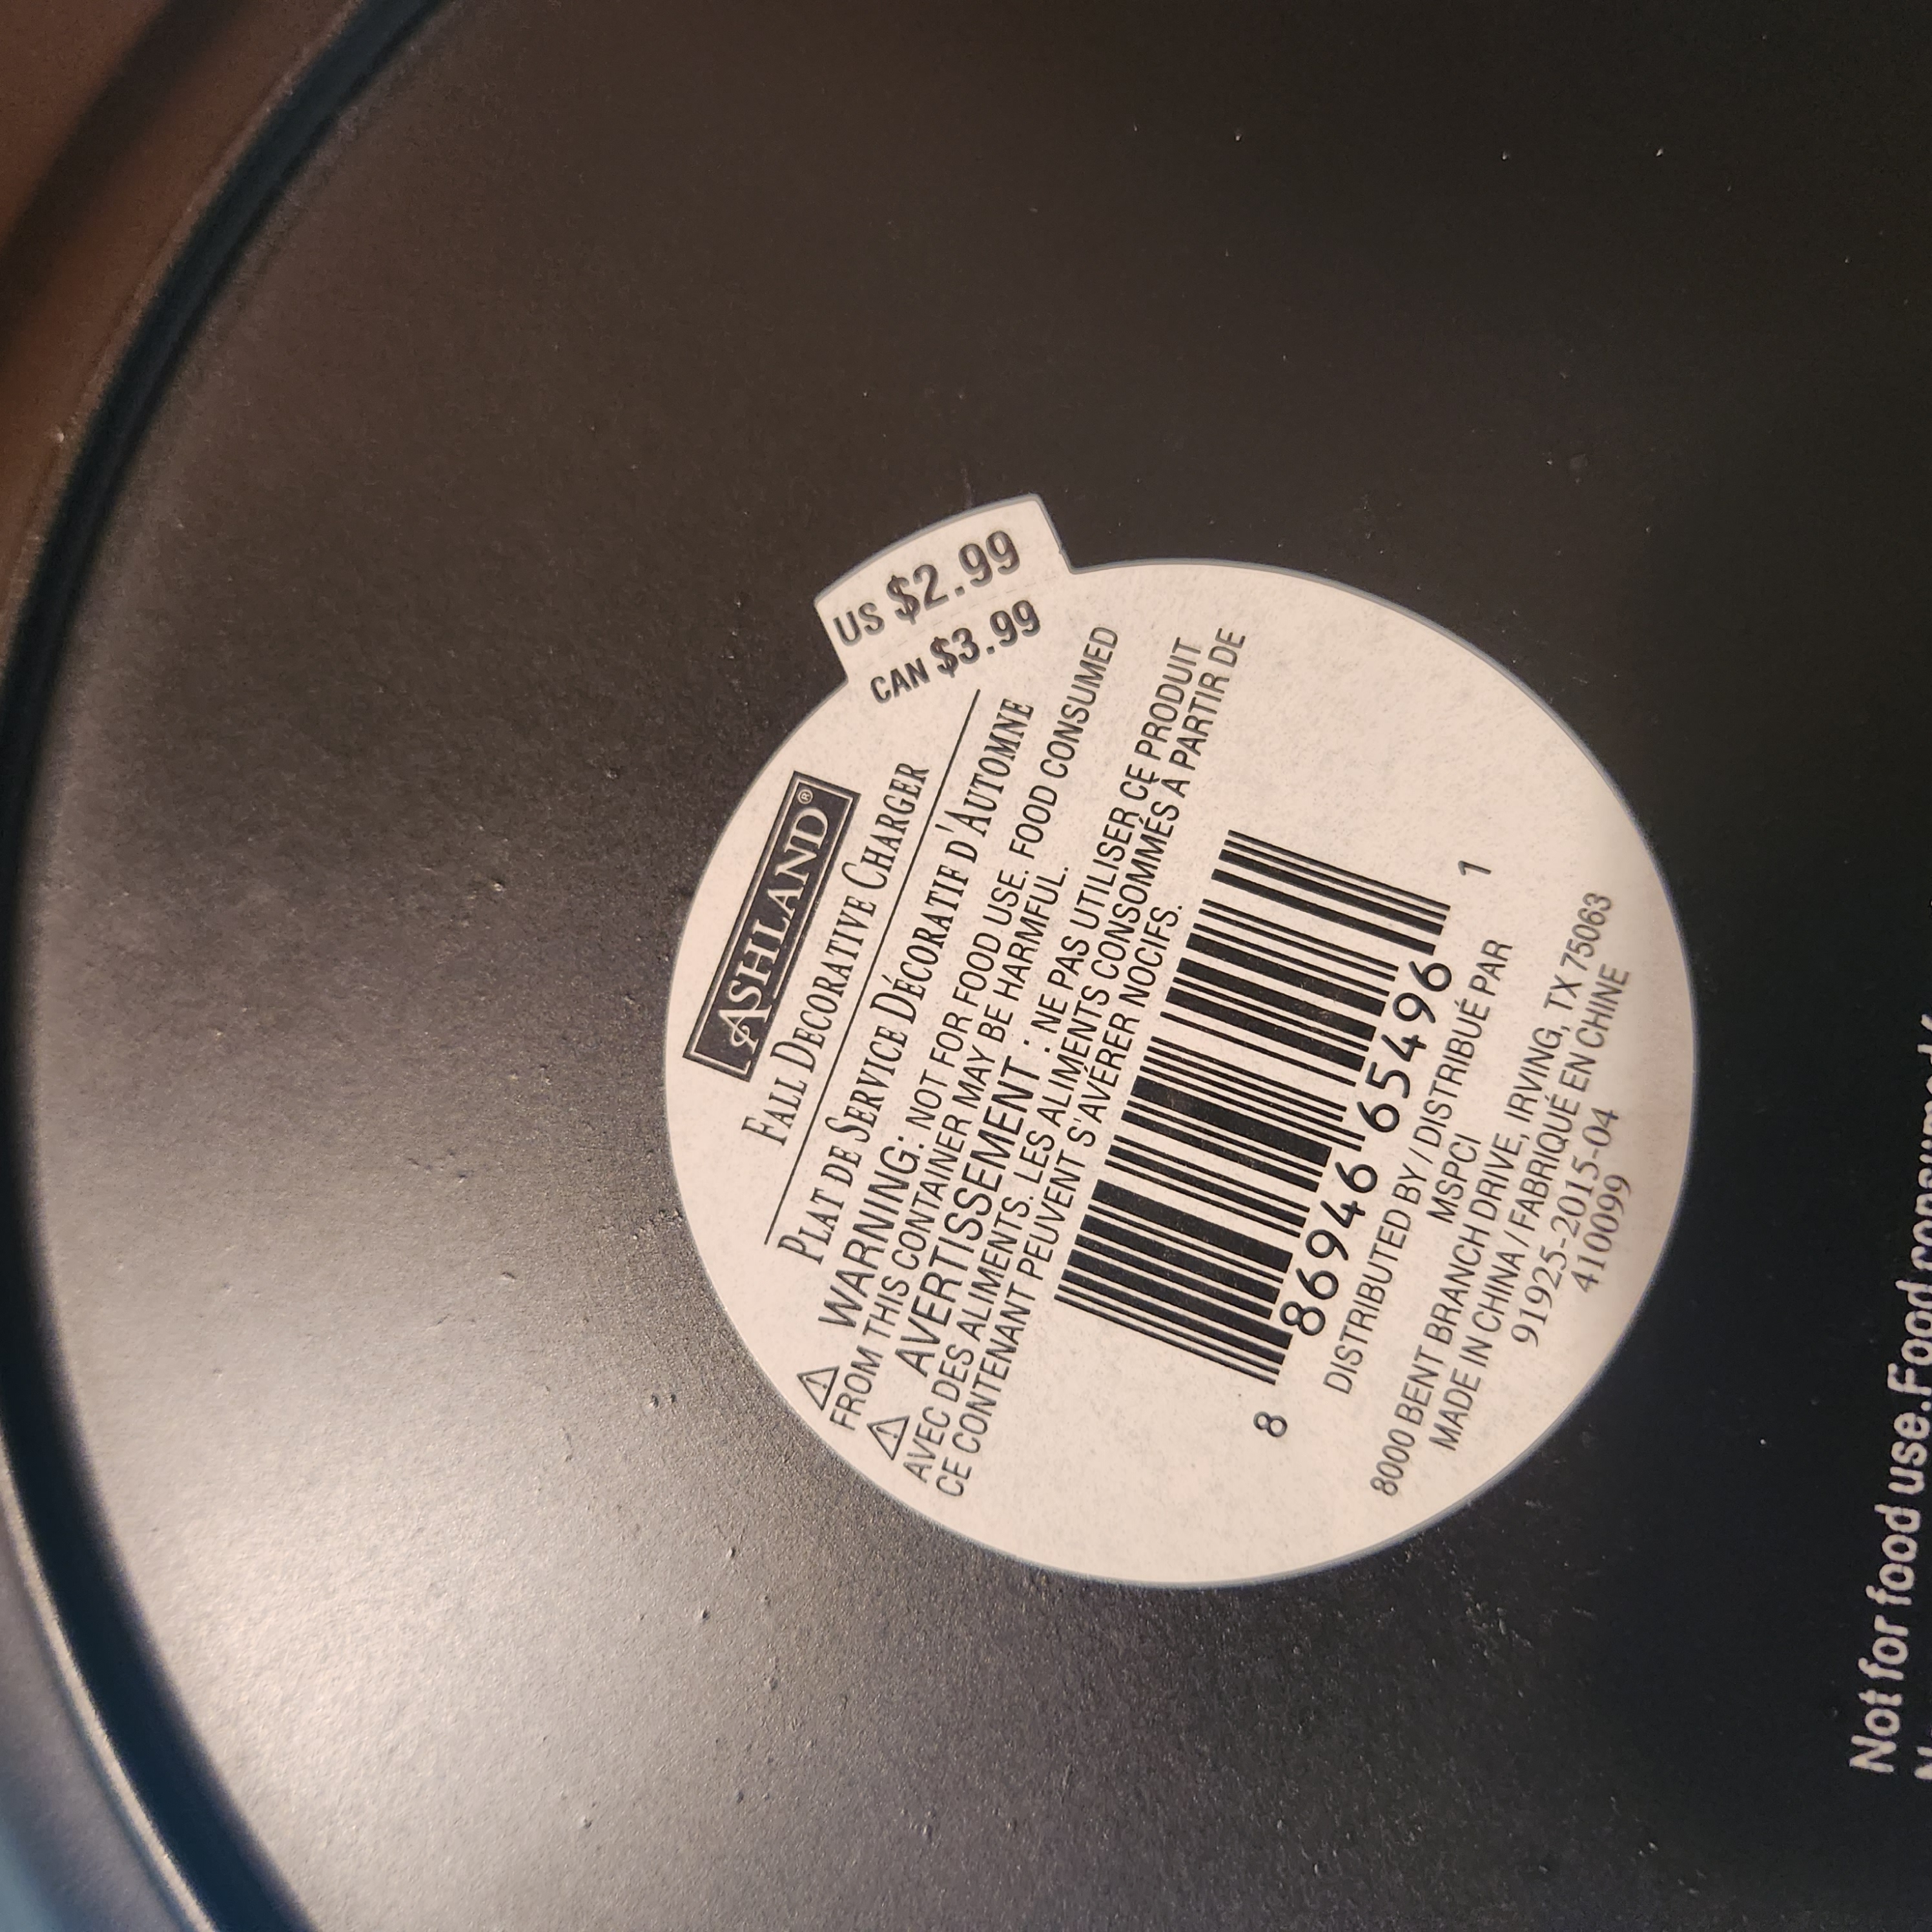 US $2.99
CAN $3.99
ASHLAND®
FALL DECORATIVE CHARGER
PLAT DE SERVICE DÉCORATIF D'AUTOMNE
⚠ WARNING: NOT FOR FOOD USE. FOOD CONSUMED
FROM THIS CONTAINER MAY BE HARMFUL.
⚠ AVERTISSEMENT : NE PAS UTILISER CE PRODUIT
AVEC DES ALIMENTS. LES ALIMENTS CONSOMMÉS À PARTIR DE
CE CONTENANT PEUVENT S'AVÉRER NOCIFS.
8 86946 65496 1
DISTRIBUTED BY / DISTRIBUÉ PAR
MSPCI
8000 BENT BRANCH DRIVE, IRVING, TX 75063
MADE IN CHINA / FABRIQUÉ EN CHINE
91925-2015-04
410099
Not for food use.Food consumed